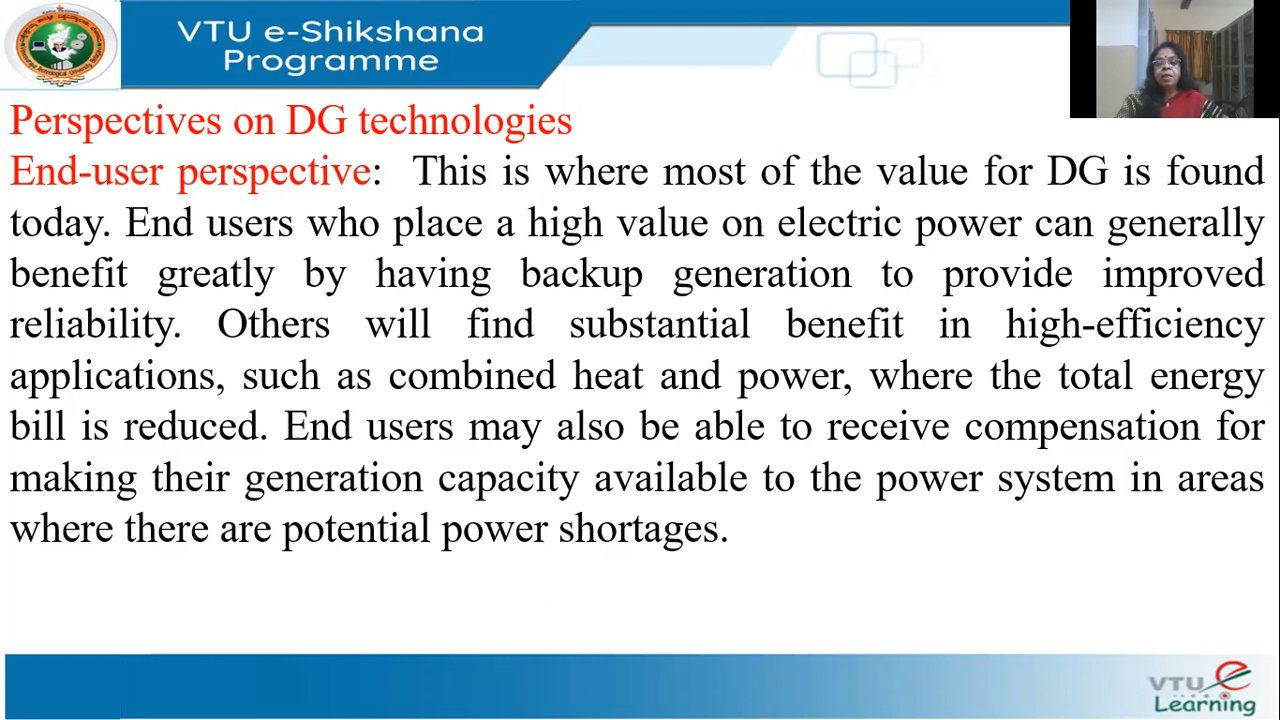 VTU e-Shikshana
Programme
Perspectives on DG technologies
End-user perspective: This is where most of the value for DG is found
today. End users who place a high value on electric power can generally
benefit greatly by having backup generation to provide improved
reliability. Others will find substantial benefit in high-efficiency
applications, such as combined heat and power, where the total energy
bill is reduced. End users may also be able to receive compensation for
making their generation capacity available to the power system in areas
where there are potential power shortages.
VTU e
Learning